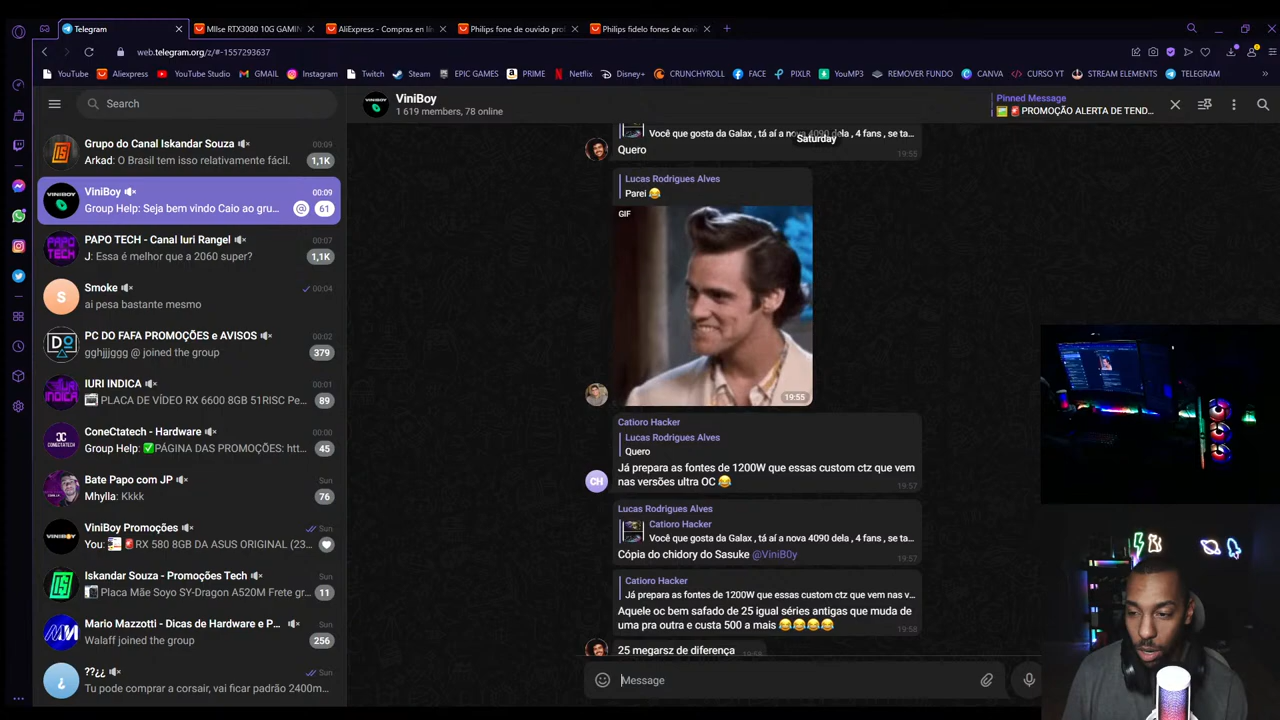 Telegram
MIlse RTX3080 10G GAMIN
AliExpress - Compras en lí
Philips fone de ouvido prof
Philips fidelo fones de ouvi
web.telegram.org/z/#-1557293637
YouTube
Aliexpress
YouTube Studio
GMAIL
Instagram
Twitch
Steam
EPIC GAMES
PRIME
Netflix
Disney+
CRUNCHYROLL
FACE
PIXLR
YouMP3
REMOVER FUNDO
CANVA
CURSO YT
STREAM ELEMENTS
TELEGRAM
Search
Grupo do Canal Iskandar Souza
00:09
Arkad: O Brasil tem isso relativamente fácil.
1,1K
ViniBoy
00:09
Group Help: Seja bem vindo Caio ao gru...
@
61
PAPO TECH - Canal Iuri Rangel
00:07
J: Essa é melhor que a 2060 super?
1,1K
S
Smoke
00:04
ai pesa bastante mesmo
PC DO FAFA PROMOÇÕES e AVISOS
00:02
gghjjjggg @ joined the group
379
IURI INDICA
00:01
PLACA DE VÍDEO RX 6600 8GB 51RISC Pe...
89
ConeCtatech - Hardware
00:00
Group Help: ✅PÁGINA DAS PROMOÇÕES: htt...
45
Bate Papo com JP
Sun
Mhylla: Kkkk
76
ViniBoy Promoções
Sun
You: 🚨RX 580 8GB DA ASUS ORIGINAL (23...
Iskandar Souza - Promoções Tech
Sun
Placa Mãe Soyo SY-Dragon A520M Frete gr...
11
Mario Mazzotti - Dicas de Hardware e P...
Sun
Walaff joined the group
256
¿
??¿¿
Sun
Tu pode comprar a corsair, vai ficar padrão 2400m...
ViniBoy
1 619 members, 78 online
Pinned Message
🚨PROMOÇÃO ALERTA DE TEND...
Você que gosta da Galax , tá aí a nova 4090 dela , 4 fans , se ta...
Saturday
Quero
19:55
Lucas Rodrigues Alves
Parei 😂
GIF
19:55
Catioro Hacker
Lucas Rodrigues Alves
Quero
Já prepara as fontes de 1200W que essas custom ctz que vem
nas versões ultra OC 😂
19:57
CH
Lucas Rodrigues Alves
Catioro Hacker
Você que gosta da Galax , tá aí a nova 4090 dela , 4 fans , se ta...
Cópia do chidory do Sasuke @ViniB0y
19:57
Catioro Hacker
Já prepara as fontes de 1200W que essas custom ctz que vem nas v...
Aquele oc bem safado de 25 igual séries antigas que muda de
uma pra outra e custa 500 a mais 😂😂😂😂
19:58
25 megarsz de diferença
19:58
Message